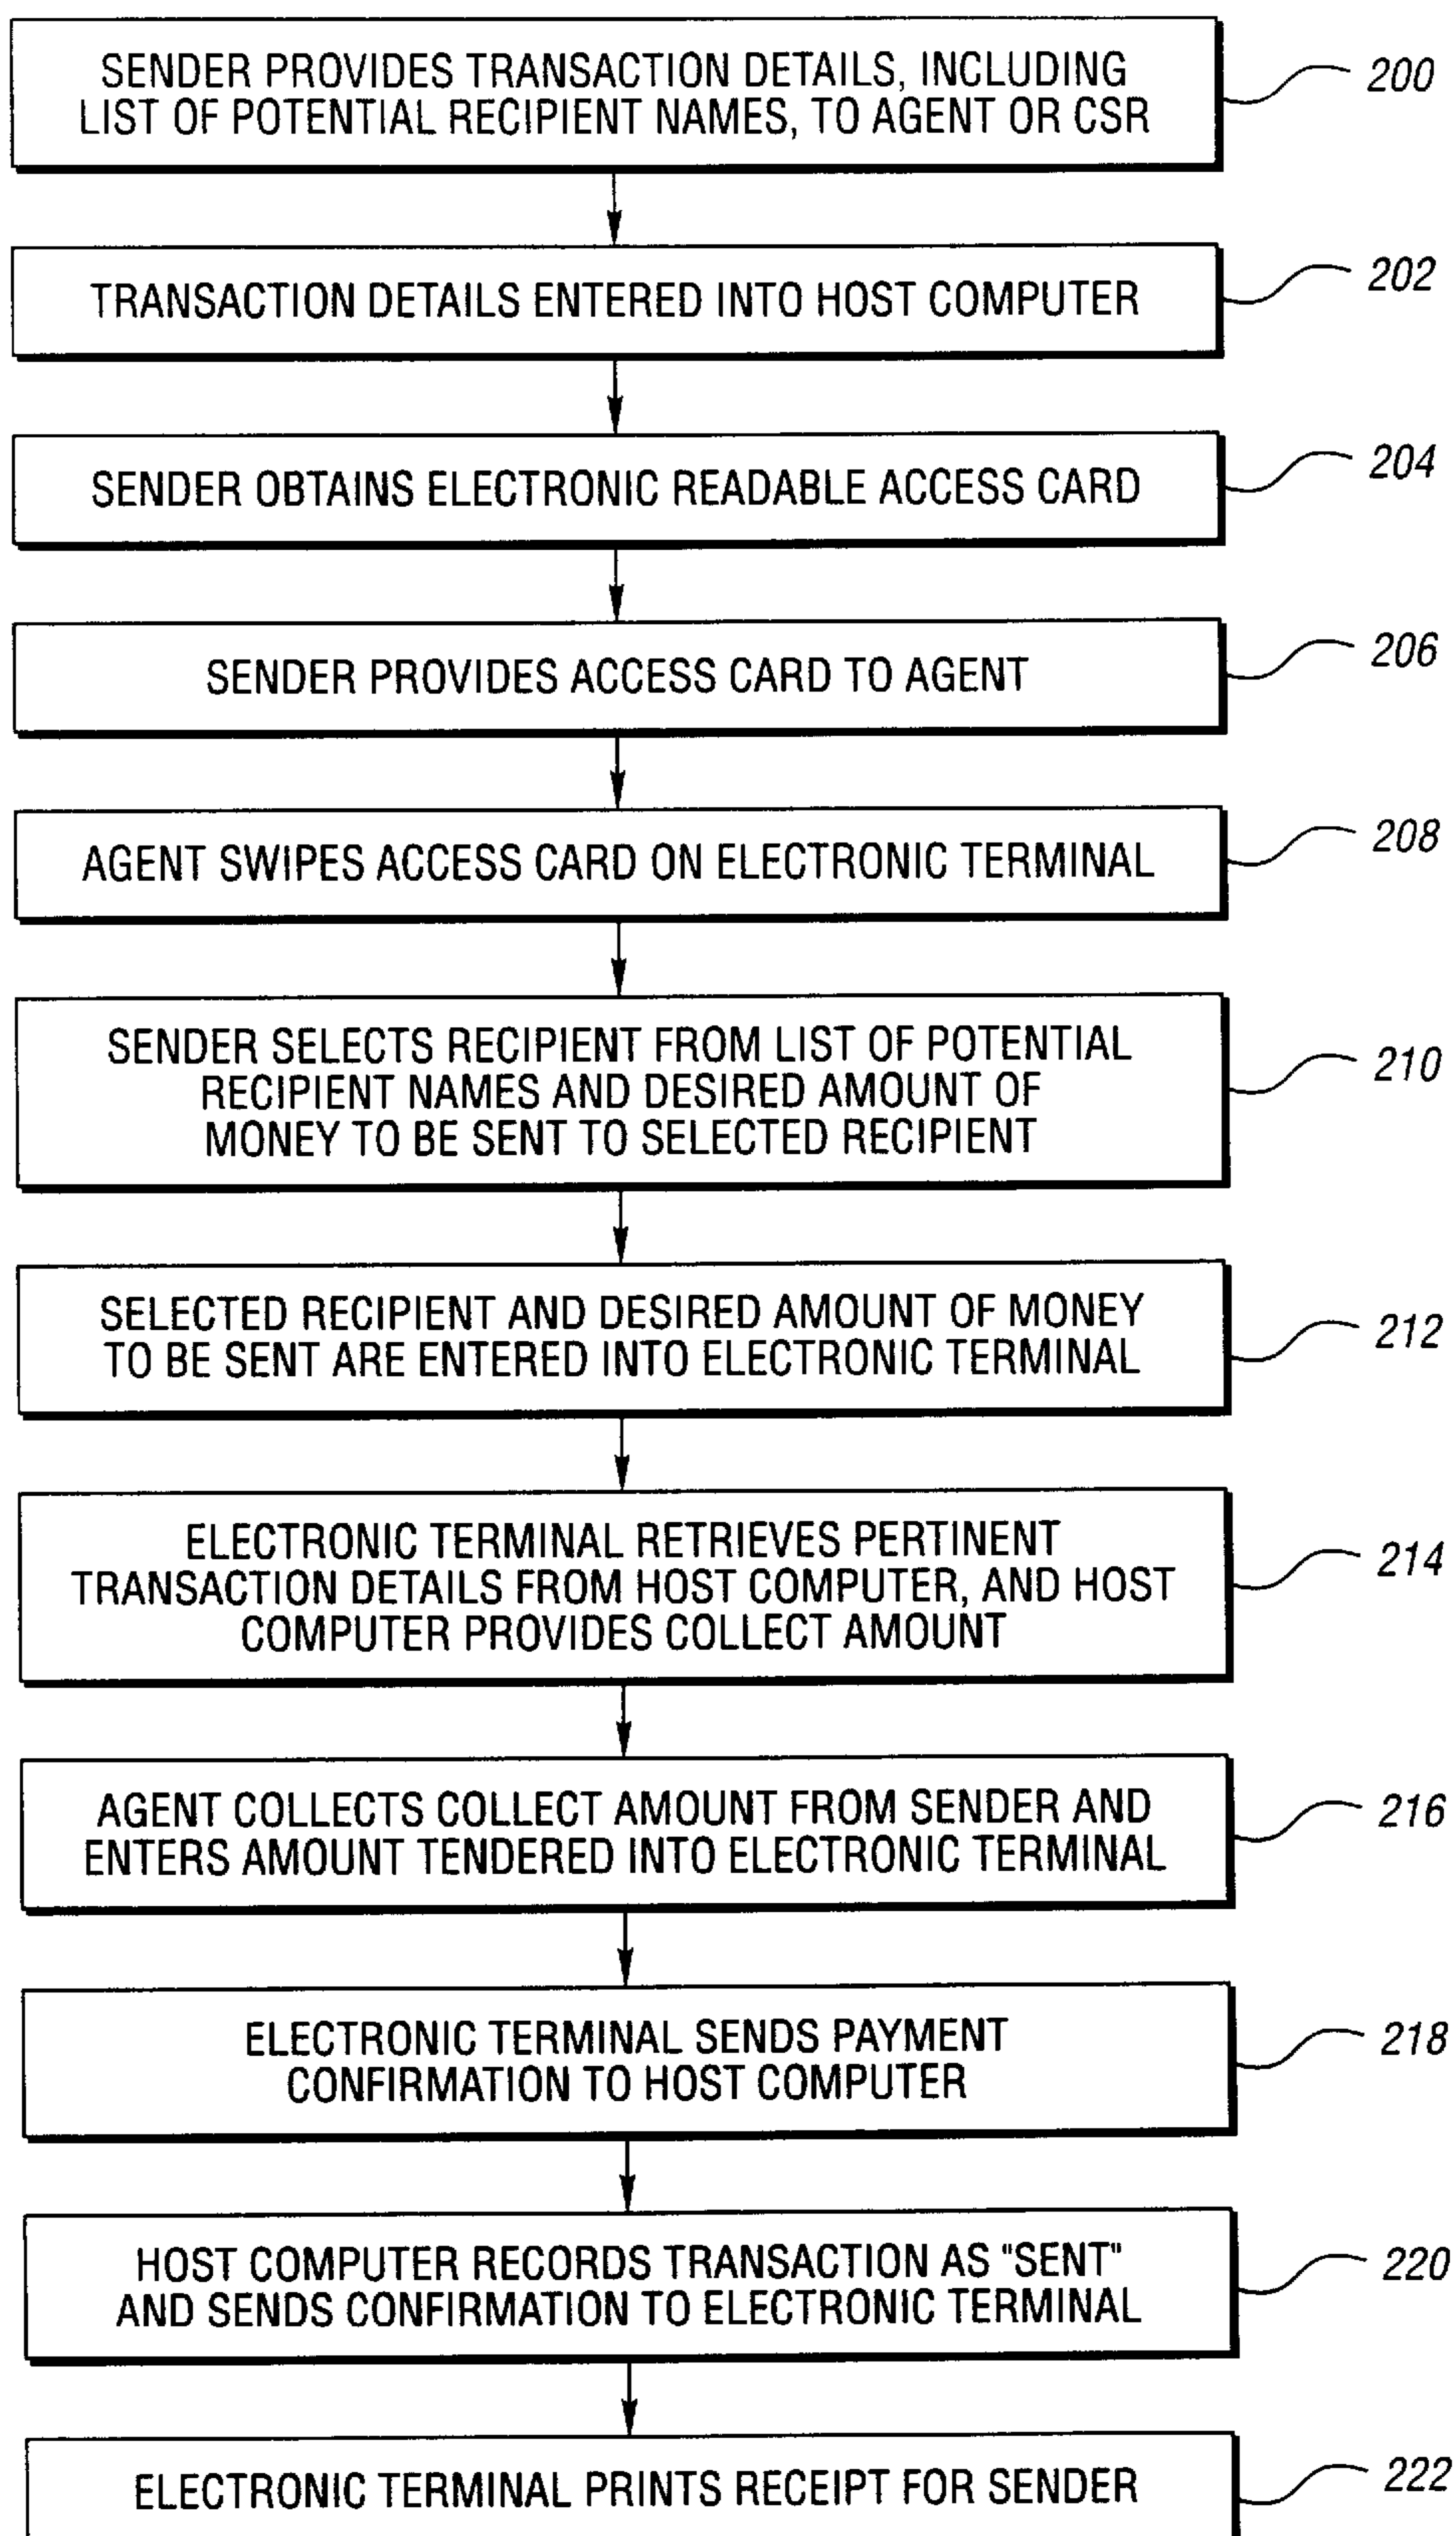 SENDER PROVIDES TRANSACTION DETAILS, INCLUDING
LIST OF POTENTIAL RECIPIENT NAMES, TO AGENT OR CSR
200
TRANSACTION DETAILS ENTERED INTO HOST COMPUTER
202
SENDER OBTAINS ELECTRONIC READABLE ACCESS CARD
204
SENDER PROVIDES ACCESS CARD TO AGENT
206
AGENT SWIPES ACCESS CARD ON ELECTRONIC TERMINAL
208
SENDER SELECTS RECIPIENT FROM LIST OF POTENTIAL
RECIPIENT NAMES AND DESIRED AMOUNT OF
MONEY TO BE SENT TO SELECTED RECIPIENT
210
SELECTED RECIPIENT AND DESIRED AMOUNT OF MONEY
TO BE SENT ARE ENTERED INTO ELECTRONIC TERMINAL
212
ELECTRONIC TERMINAL RETRIEVES PERTINENT
TRANSACTION DETAILS FROM HOST COMPUTER, AND HOST
COMPUTER PROVIDES COLLECT AMOUNT
214
AGENT COLLECTS COLLECT AMOUNT FROM SENDER AND
ENTERS AMOUNT TENDERED INTO ELECTRONIC TERMINAL
216
ELECTRONIC TERMINAL SENDS PAYMENT
CONFIRMATION TO HOST COMPUTER
218
HOST COMPUTER RECORDS TRANSACTION AS "SENT"
AND SENDS CONFIRMATION TO ELECTRONIC TERMINAL
220
ELECTRONIC TERMINAL PRINTS RECEIPT FOR SENDER
222